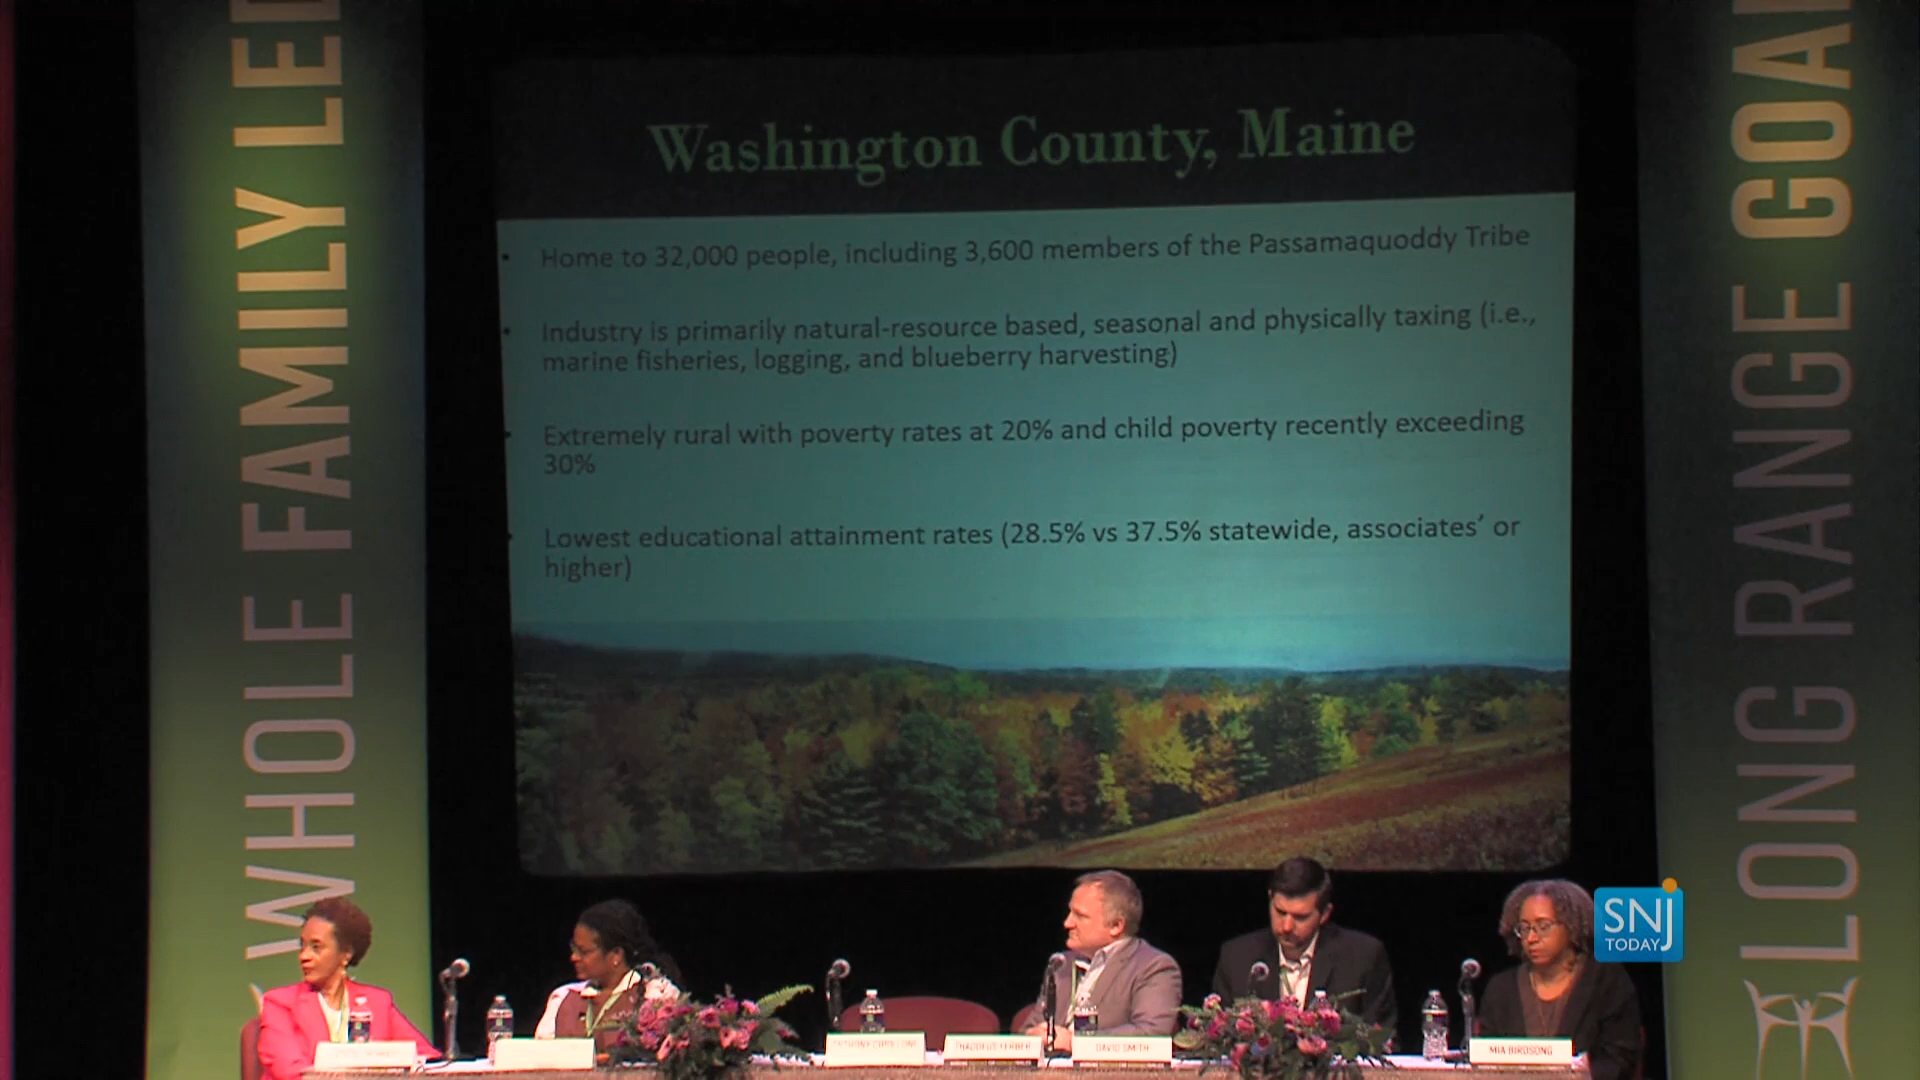 WHOLE FAMILY LED
LONG RANGE GOA
Washington County, Maine
• Home to 32,000 people, including 3,600 members of the Passamaquoddy Tribe
• Industry is primarily natural-resource based, seasonal and physically taxing (i.e.,
marine fisheries, logging, and blueberry harvesting)
• Extremely rural with poverty rates at 20% and child poverty recently exceeding
30%
• Lowest educational attainment rates (28.5% vs 37.5% statewide, associates’ or
higher)
SNJ
TODAY
THADDEUS FERBER
DAVID SMITH
MIA BIRDSONG